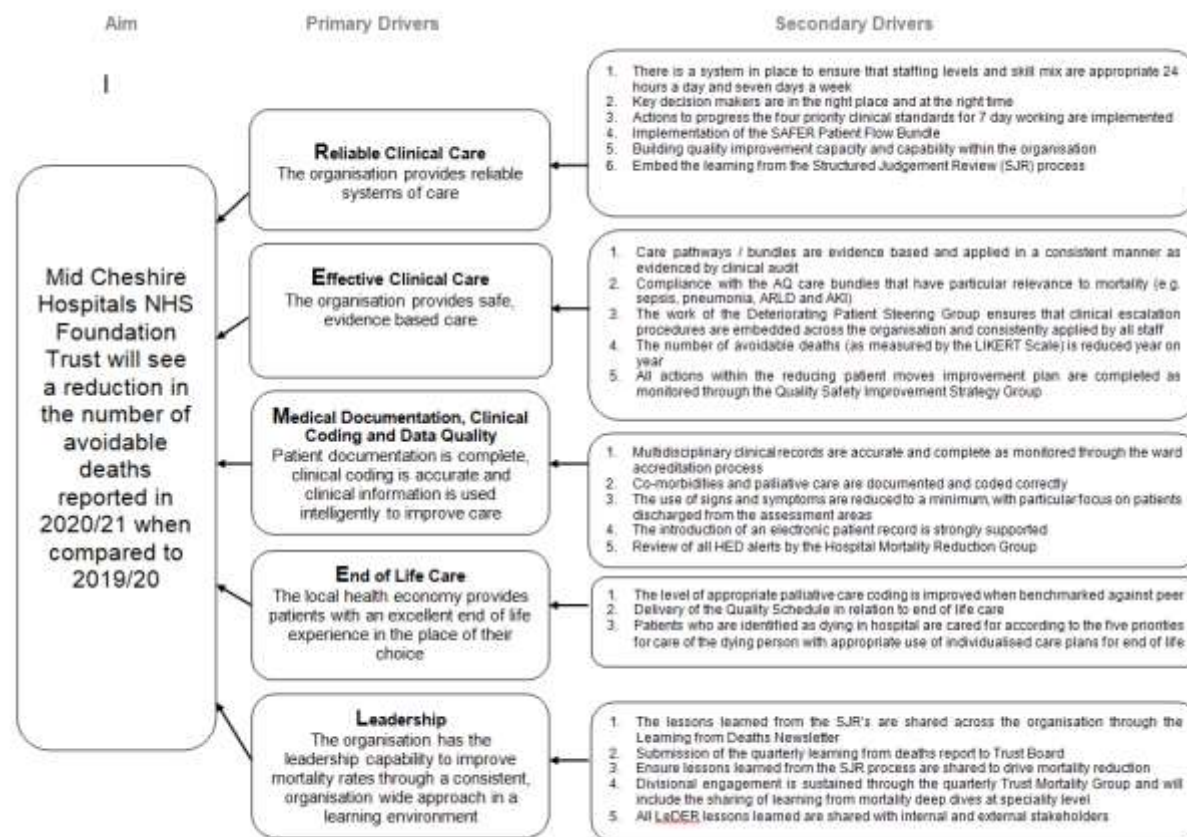 Aim
Primary Drivers
Secondary Drivers
I
Mid Cheshire
Hospitals NHS
Foundation
Trust will see
a reduction in
the number of
avoidable
deaths
reported in
2020/21 when
compared to
2019/20
Reliable Clinical Care
The organisation provides reliable
systems of care
1. There is a system in place to ensure that staffing levels and skill mix are appropriate 24
hours a day and seven days a week
2. Key decision makers are in the right place and at the right time
3. Actions to progress the four priority clinical standards for 7 day working are implemented
4. Implementation of the SAFER Patient Flow Bundle
5. Building quality improvement capacity and capability within the organisation
6. Embed the learning from the Structured Judgement Review (SJR) process
Effective Clinical Care
The organisation provides safe,
evidence based care
1. Care pathways / bundles are evidence based and applied in a consistent manner as
evidenced by clinical audit
2. Compliance with the AQ care bundles that have particular relevance to mortality (e.g.
sepsis, pneumonia, ARLD and AKI)
3. The work of the Deteriorating Patient Steering Group ensures that clinical escalation
procedures are embedded across the organisation and consistently applied by all staff
4. The number of avoidable deaths (as measured by the LIKERT Scale) is reduced year on
year
5. All actions within the reducing patient moves improvement plan are completed as
monitored through the Quality Safety Improvement Strategy Group
Medical Documentation, Clinical
Coding and Data Quality
Patient documentation is complete,
clinical coding is accurate and
clinical information is used
intelligently to improve care
1. Multidisciplinary clinical records are accurate and complete as monitored through the ward
accreditation process
2. Co-morbidities and palliative care are documented and coded correctly
3. The use of signs and symptoms are reduced to a minimum, with particular focus on patients
discharged from the assessment areas
4. The introduction of an electronic patient record is strongly supported
5. Review of all HED alerts by the Hospital Mortality Reduction Group
End of Life Care
The local health economy provides
patients with an excellent end of life
experience in the place of their
choice
1. The level of appropriate palliative care coding is improved when benchmarked against peer
2. Delivery of the Quality Schedule in relation to end of life care
3. Patients who are identified as dying in hospital are cared for according to the five priorities
for care of the dying person with appropriate use of individualised care plans for end of life
Leadership
The organisation has the
leadership capability to improve
mortality rates through a consistent,
organisation wide approach in a
learning environment
1. The lessons learned from the SJR's are shared across the organisation through the
Learning from Deaths Newsletter
2. Submission of the quarterly learning from deaths report to Trust Board
3. Ensure lessons learned from the SJR process are shared to drive mortality reduction
4. Divisional engagement is sustained through the quarterly Trust Mortality Group and will
include the sharing of learning from mortality deep dives at speciality level
5. All LeDER lessons learned are shared with internal and external stakeholders